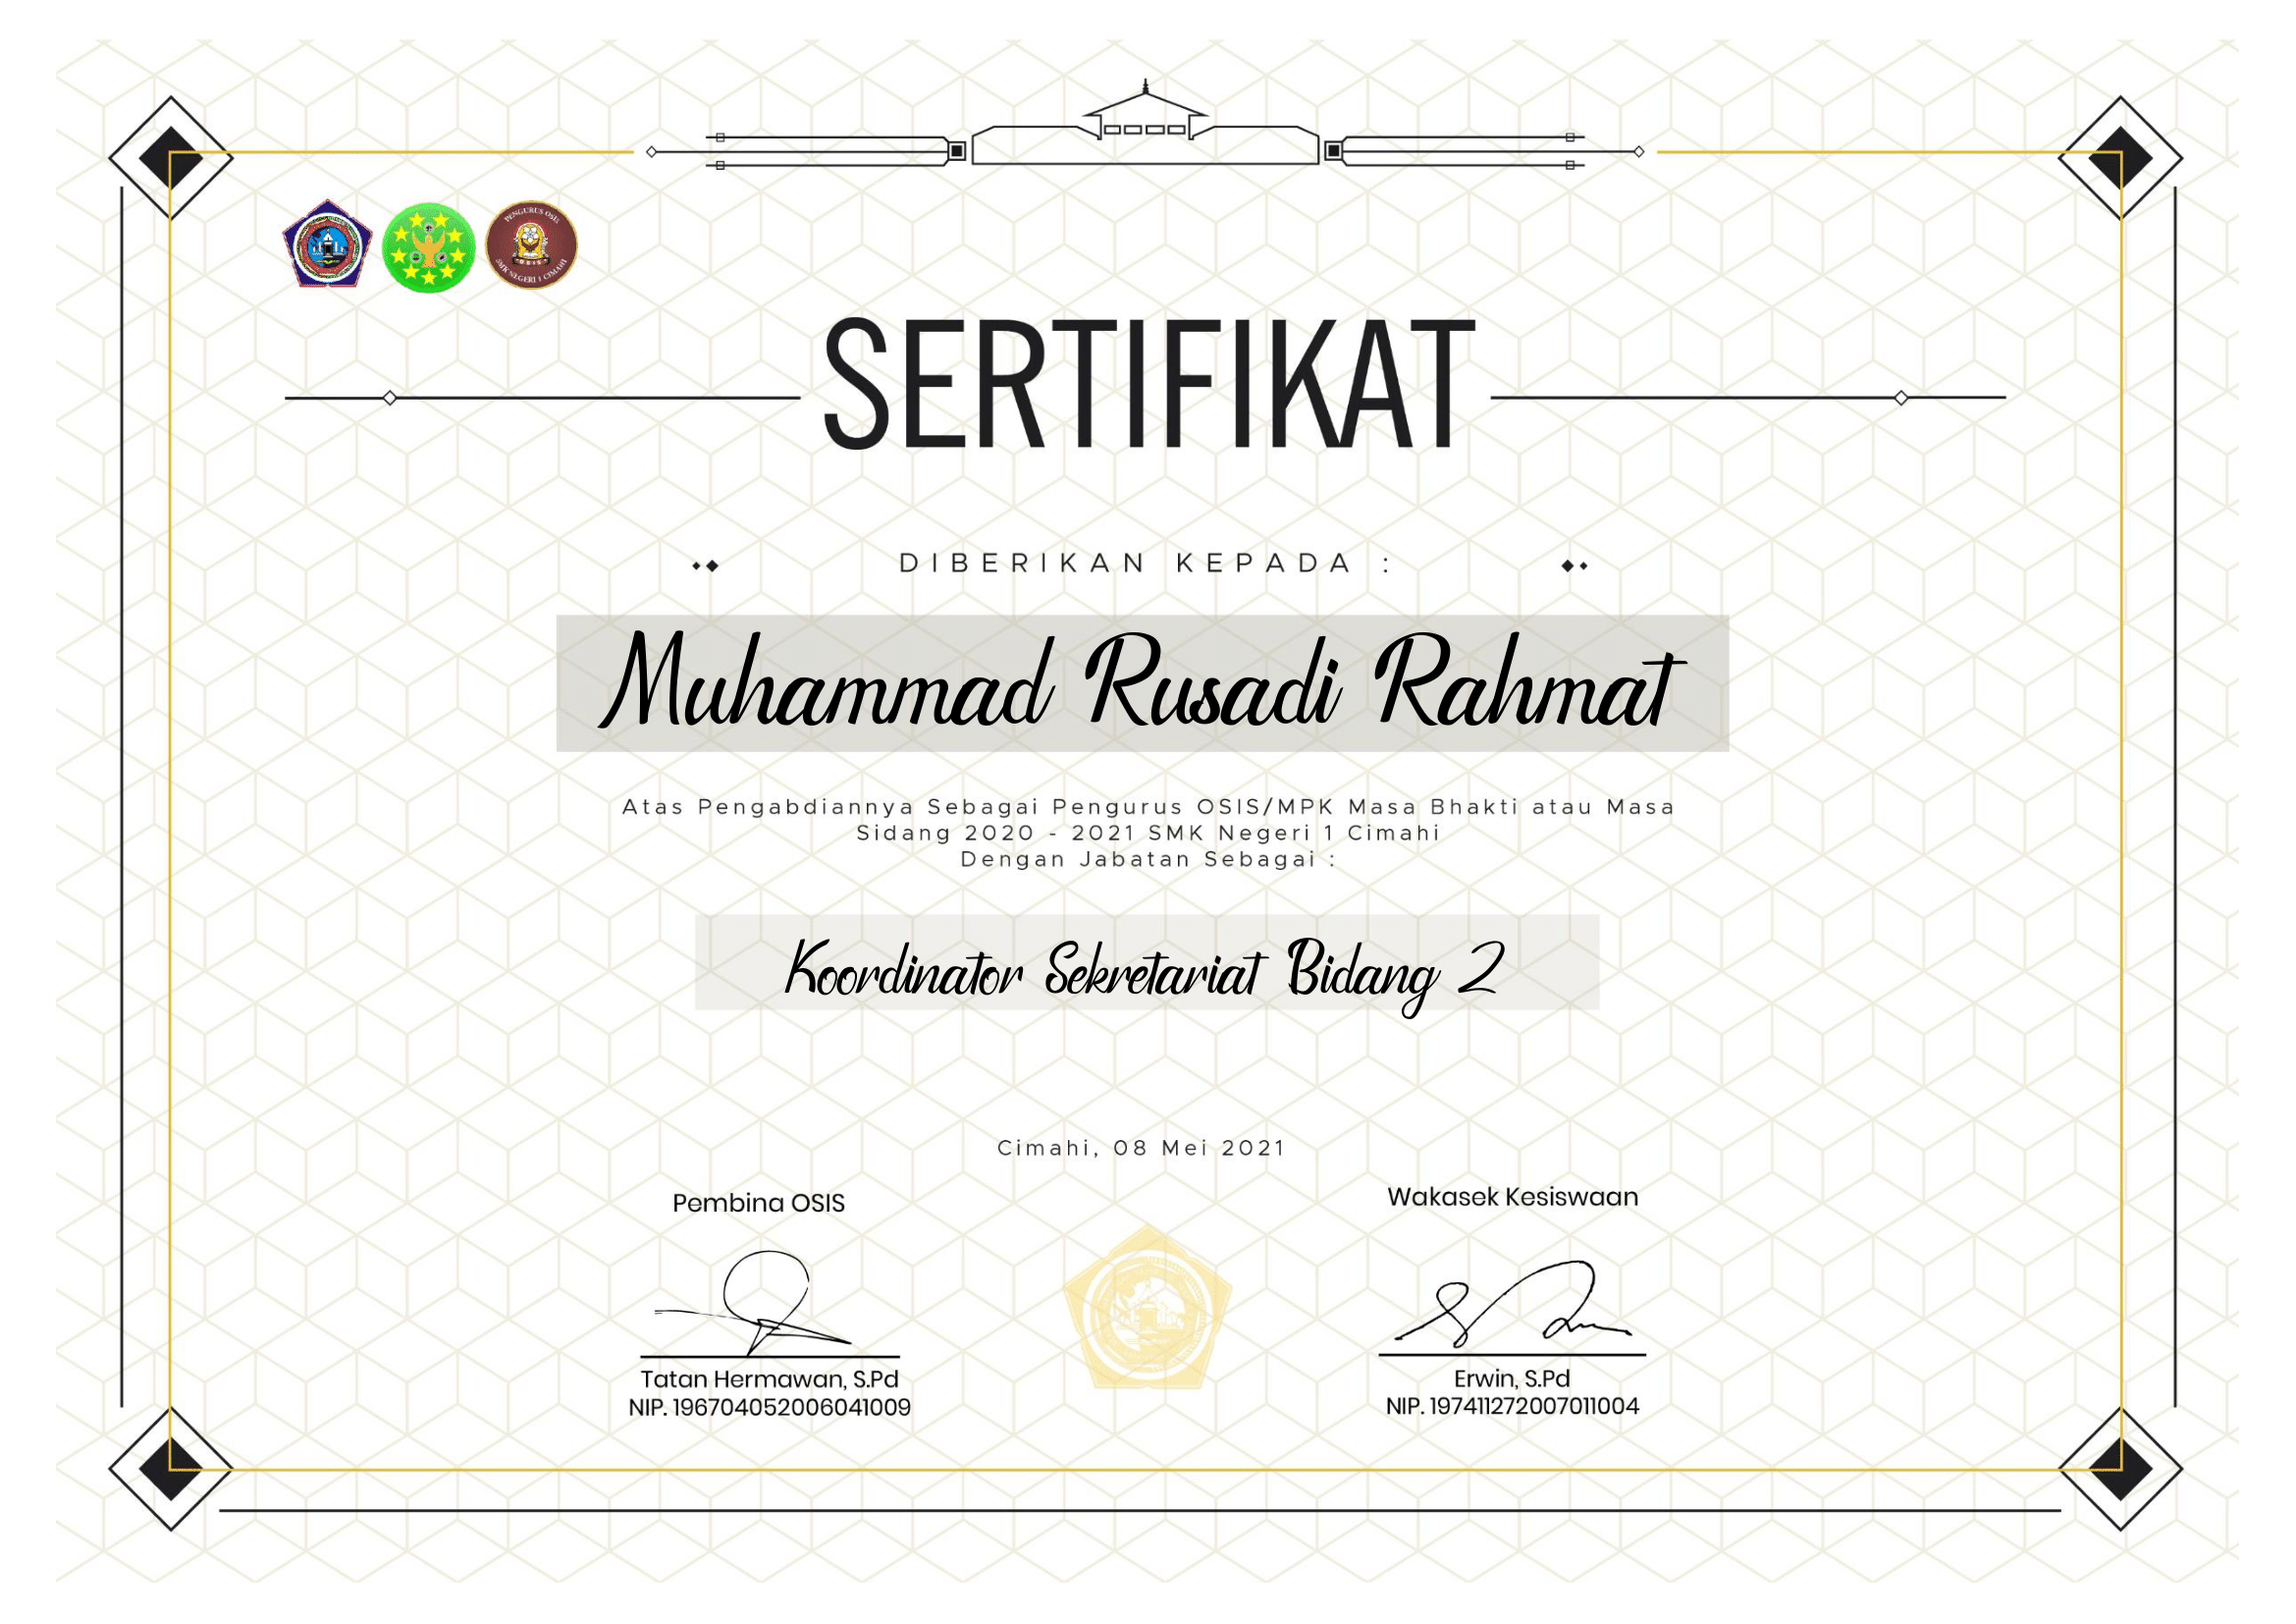 PENGURUS OSIS
SMK NEGERI 1 CIMAHI
SERTIFIKAT
DIBERIKAN KEPADA :
Muhammad Rusadi Rahmat
Atas Pengabdiannya Sebagai Pengurus OSIS/MPK Masa Bhakti atau Masa
Sidang 2020 - 2021 SMK Negeri 1 Cimahi
Dengan Jabatan Sebagai :
Koordinator Sekretariat Bidang 2
Cimahi, 08 Mei 2021
Pembina OSIS
Wakasek Kesiswaan
Tatan Hermawan, S.Pd
NIP. 196704052006041009
Erwin, S.Pd
NIP. 197411272007011004